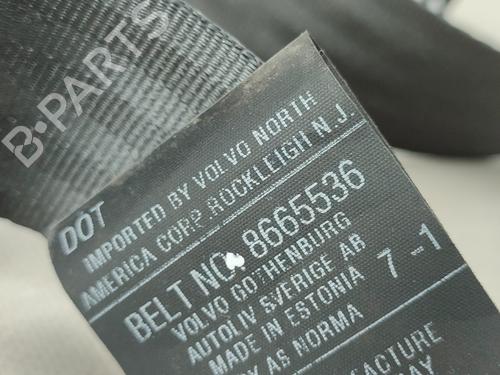 B-PARTS
DOT
IMPORTED BY VOLVO NORTH
AMERICA CORP. ROCKLEIGH N.J.
BELT NO. 8665536
VOLVO GOTHENBURG
AUTOLIV SVERIGE AB
MADE IN ESTONIA 7-1
AS NORMA
FACTURE